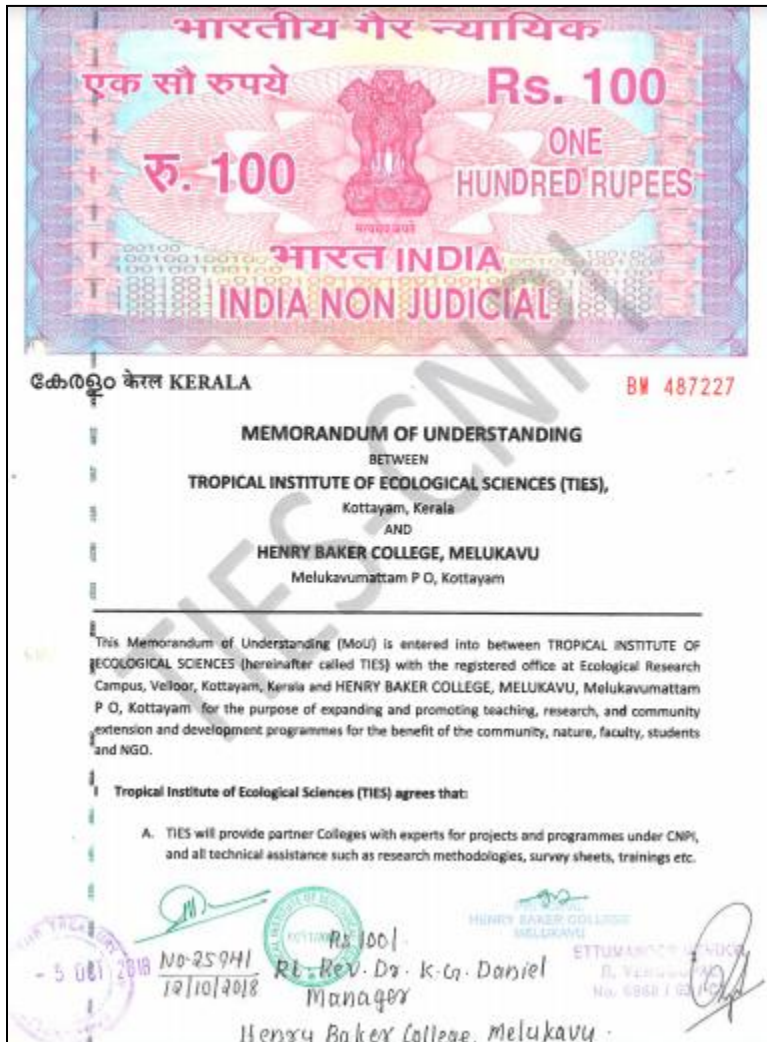 भारतीय गैर न्यायिक
एक सौ रुपये
Rs. 100
रु. 100
ONE
HUNDRED RUPEES
सत्यमेव जयते
भारत INDIA
INDIA NON JUDICIAL
കേരളം केरल KERALA
BM 487227
MEMORANDUM OF UNDERSTANDING
BETWEEN
TROPICAL INSTITUTE OF ECOLOGICAL SCIENCES (TIES),
Kottayam, Kerala
AND
HENRY BAKER COLLEGE, MELUKAVU
Melukavumattam P O, Kottayam
This Memorandum of Understanding (MoU) is entered into between TROPICAL INSTITUTE OF
ECOLOGICAL SCIENCES (hereinafter called TIES) with the registered office at Ecological Research
Campus, Velloor, Kottayam, Kerala and HENRY BAKER COLLEGE, MELUKAVU, Melukavumattam
P O, Kottayam for the purpose of expanding and promoting teaching, research, and community
extension and development programmes for the benefit of the community, nature, faculty, students
and NGO.
I Tropical Institute of Ecological Sciences (TIES) agrees that:
A. TIES will provide partner Colleges with experts for projects and programmes under CNPI,
and all technical assistance such as research methodologies, survey sheets, trainings etc.
TIES-CNPI
PRINCIPAL
HENRY BAKER COLLEGE
MELUKAVU
- 5 OCT 2018
No-25941
12/10/2018
Rs 100/-
Rt. Rev. Dr. K.G. Daniel
Manager
Henry Baker College, Melukavu.
ETTUMANOOR VENDOR